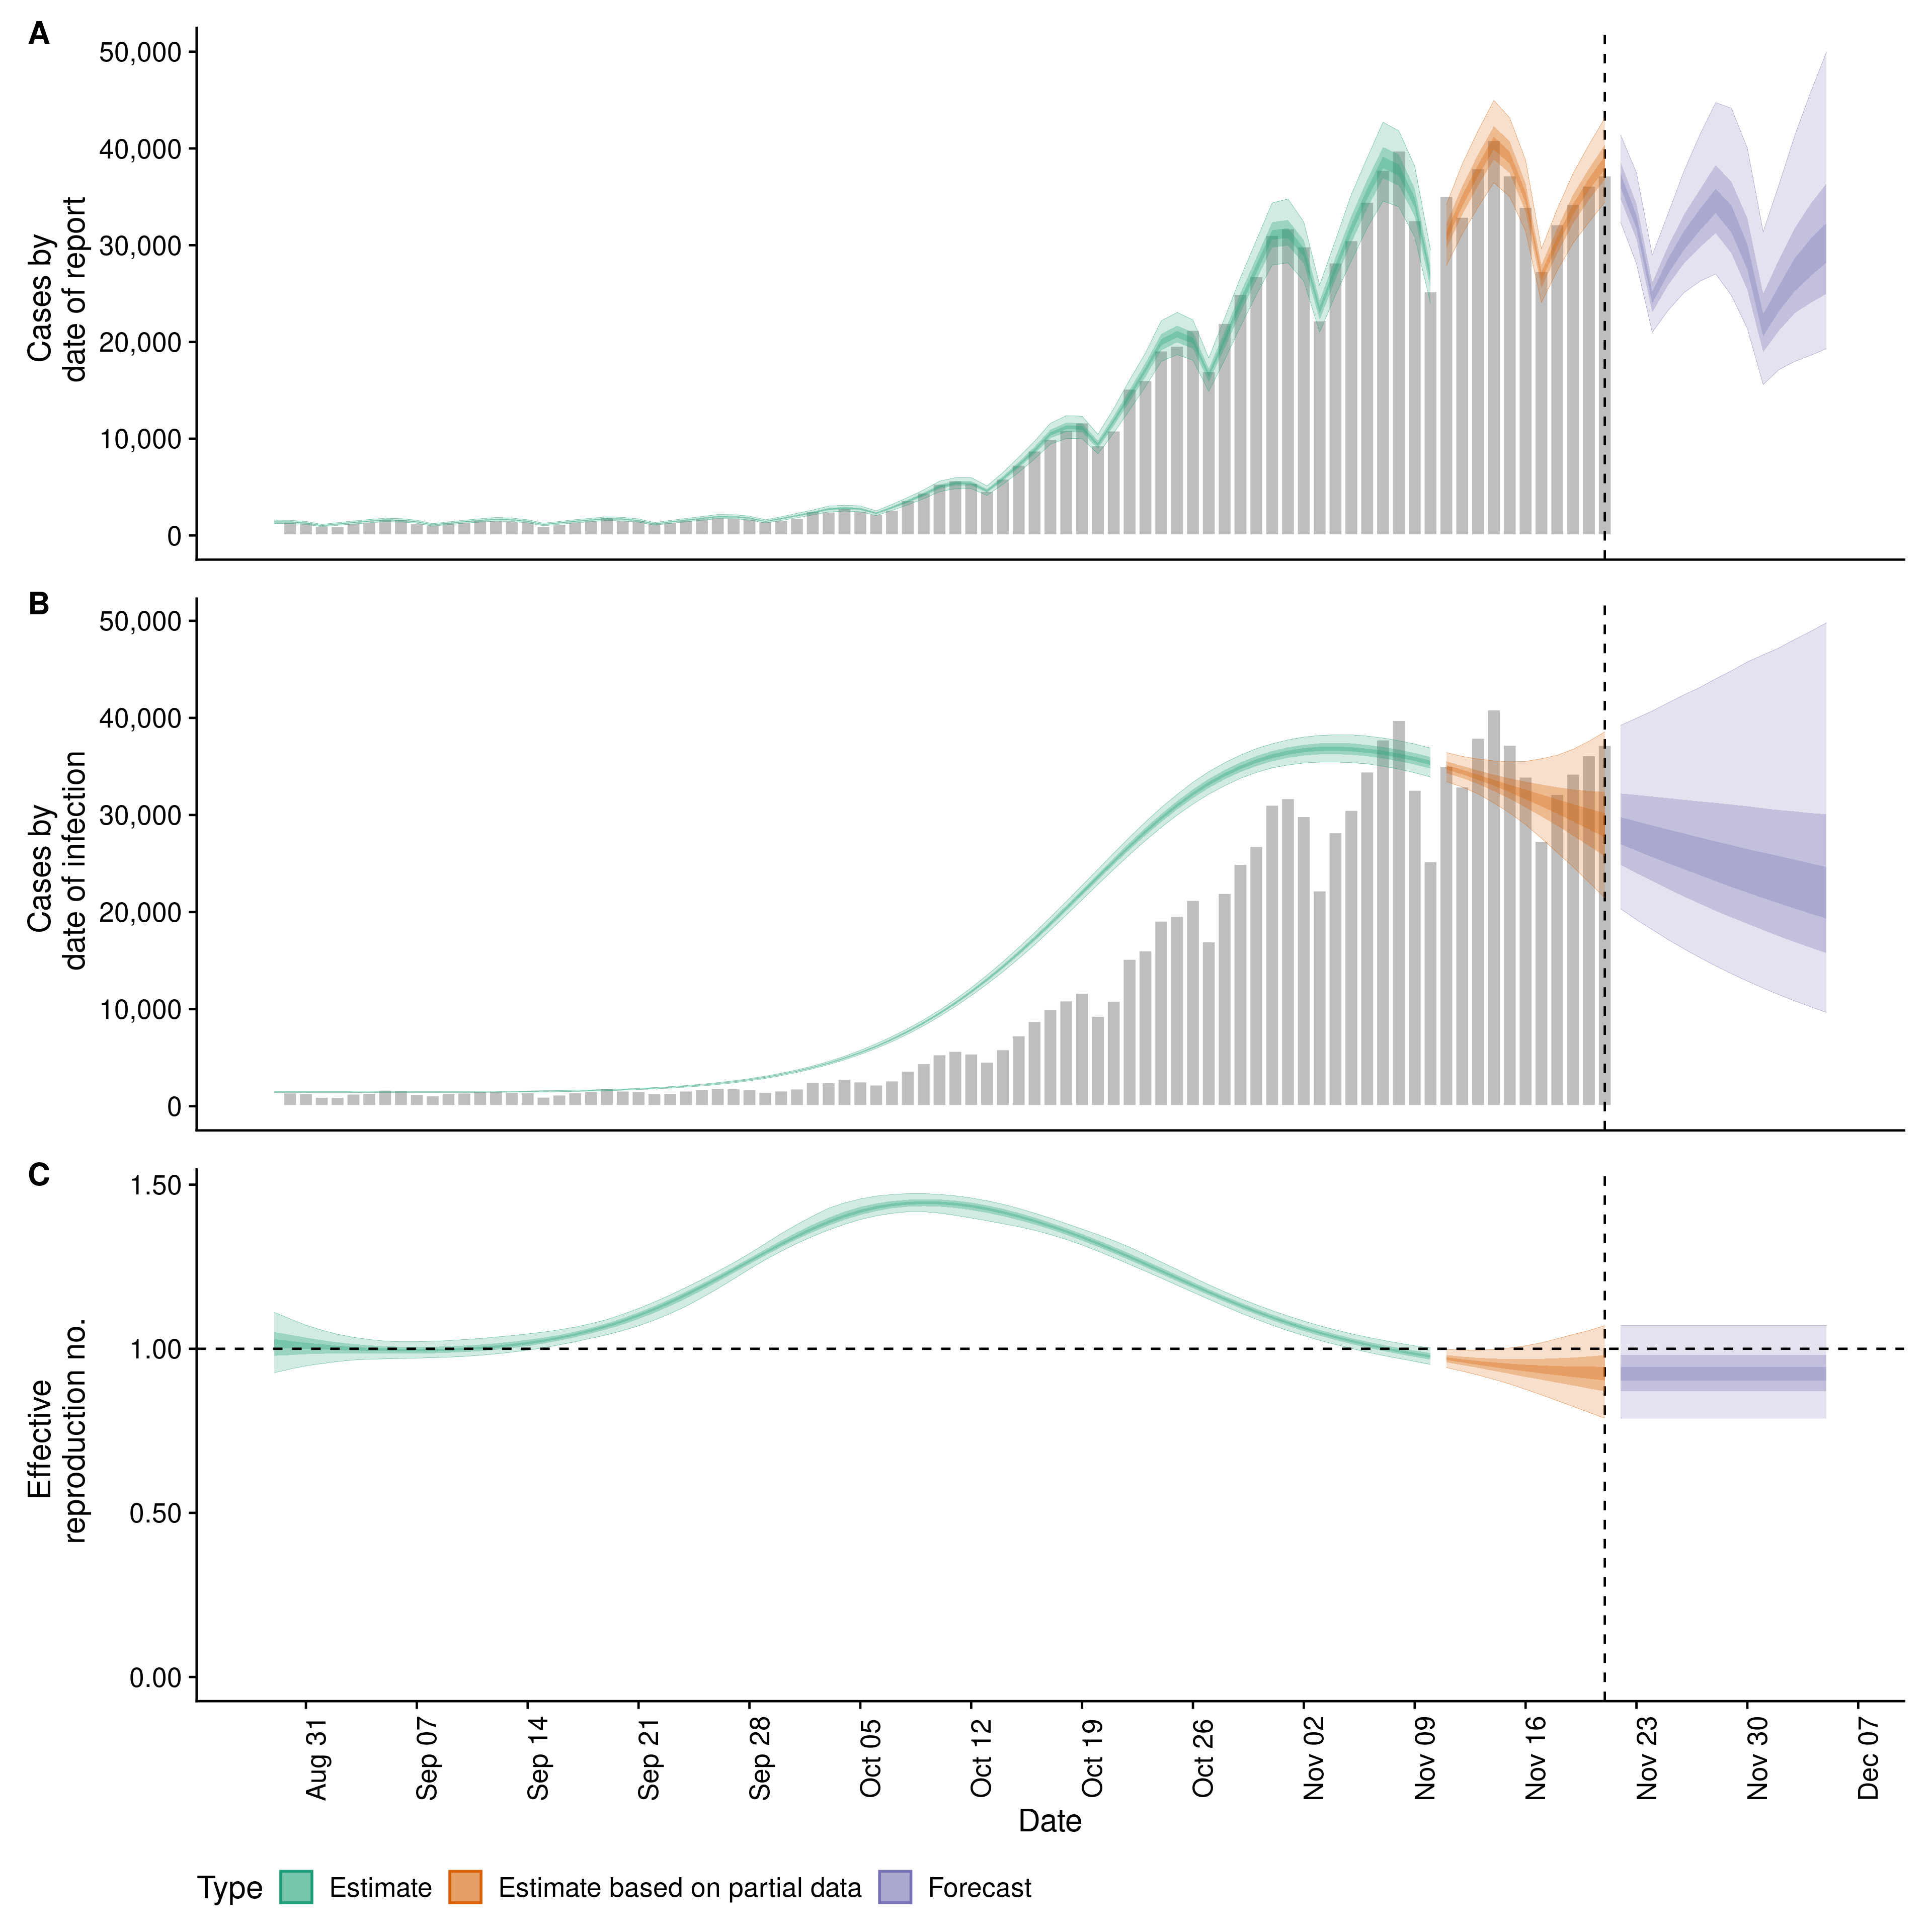 A
50,000
40,000
30,000
20,000
10,000
0
Cases by
date of report
B
50,000
40,000
30,000
20,000
10,000
0
Cases by
date of infection
C
1.50
1.00
0.50
0.00
Effective
reproduction no.
Aug 31
Sep 07
Sep 14
Sep 21
Sep 28
Oct 05
Oct 12
Oct 19
Oct 26
Nov 02
Nov 09
Nov 16
Nov 23
Nov 30
Dec 07
Date
Type Estimate Estimate based on partial data Forecast